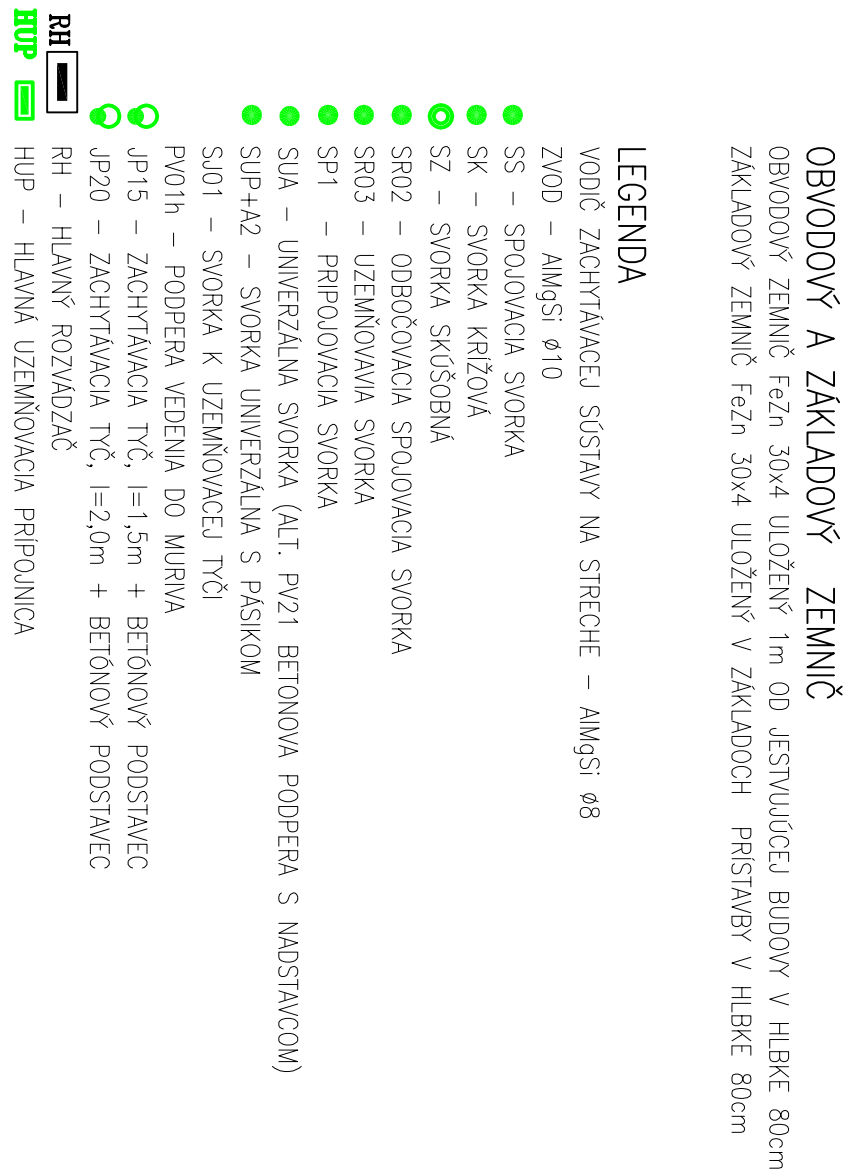 OBVODOVÝ A ZÁKLADOVÝ ZEMNIČ
OBVODOVÝ ZEMNIČ FeZn 30x4 ULOŽENÝ 1m OD JESTVUJÚCEJ BUDOVY V HLBKE 80cm
ZÁKLADOVÝ ZEMNIČ FeZn 30x4 ULOŽENÝ V ZÁKLADOCH PRÍSTAVBY V HLBKE 80cm
LEGENDA
VODIČ ZACHYTÁVACEJ SÚSTAVY NA STRECHE – AlMgSi Ø8
ZVOD – AlMgSi Ø10
SS – SPOJOVACIA SVORKA
SK – SVORKA KRÍŽOVÁ
SZ – SVORKA SKÚŠOBNÁ
SR02 – ODBOČOVACIA SPOJOVACIA SVORKA
SR03 – UZEMŇOVAVIA SVORKA
SP1 – PRIPOJOVACIA SVORKA
SUA – UNIVERZÁLNA SVORKA (ALT. PV21 BETONOVA PODPERA S NADSTAVCOM)
SUP+A2 – SVORKA UNIVERZÁLNA S PÁSIKOM
SJ01 – SVORKA K UZEMŇOVACEJ TYČI
PV01h – PODPERA VEDENIA DO MURIVA
JP15 – ZACHYTÁVACIA TYČ, l=1,5m + BETÓNOVÝ PODSTAVEC
JP20 – ZACHYTÁVACIA TYČ, l=2,0m + BETÓNOVÝ PODSTAVEC
RH RH – HLAVNÝ ROZVÁDZAČ
HUP HUP – HLAVNÁ UZEMŇOVACIA PRÍPOJNICA